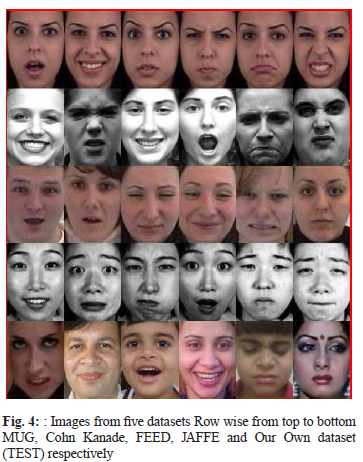 Fig. 4: : Images from five datasets Row wise from top to bottom
MUG, Cohn Kanade, FEED, JAFFE and Our Own dataset
(TEST) respectively